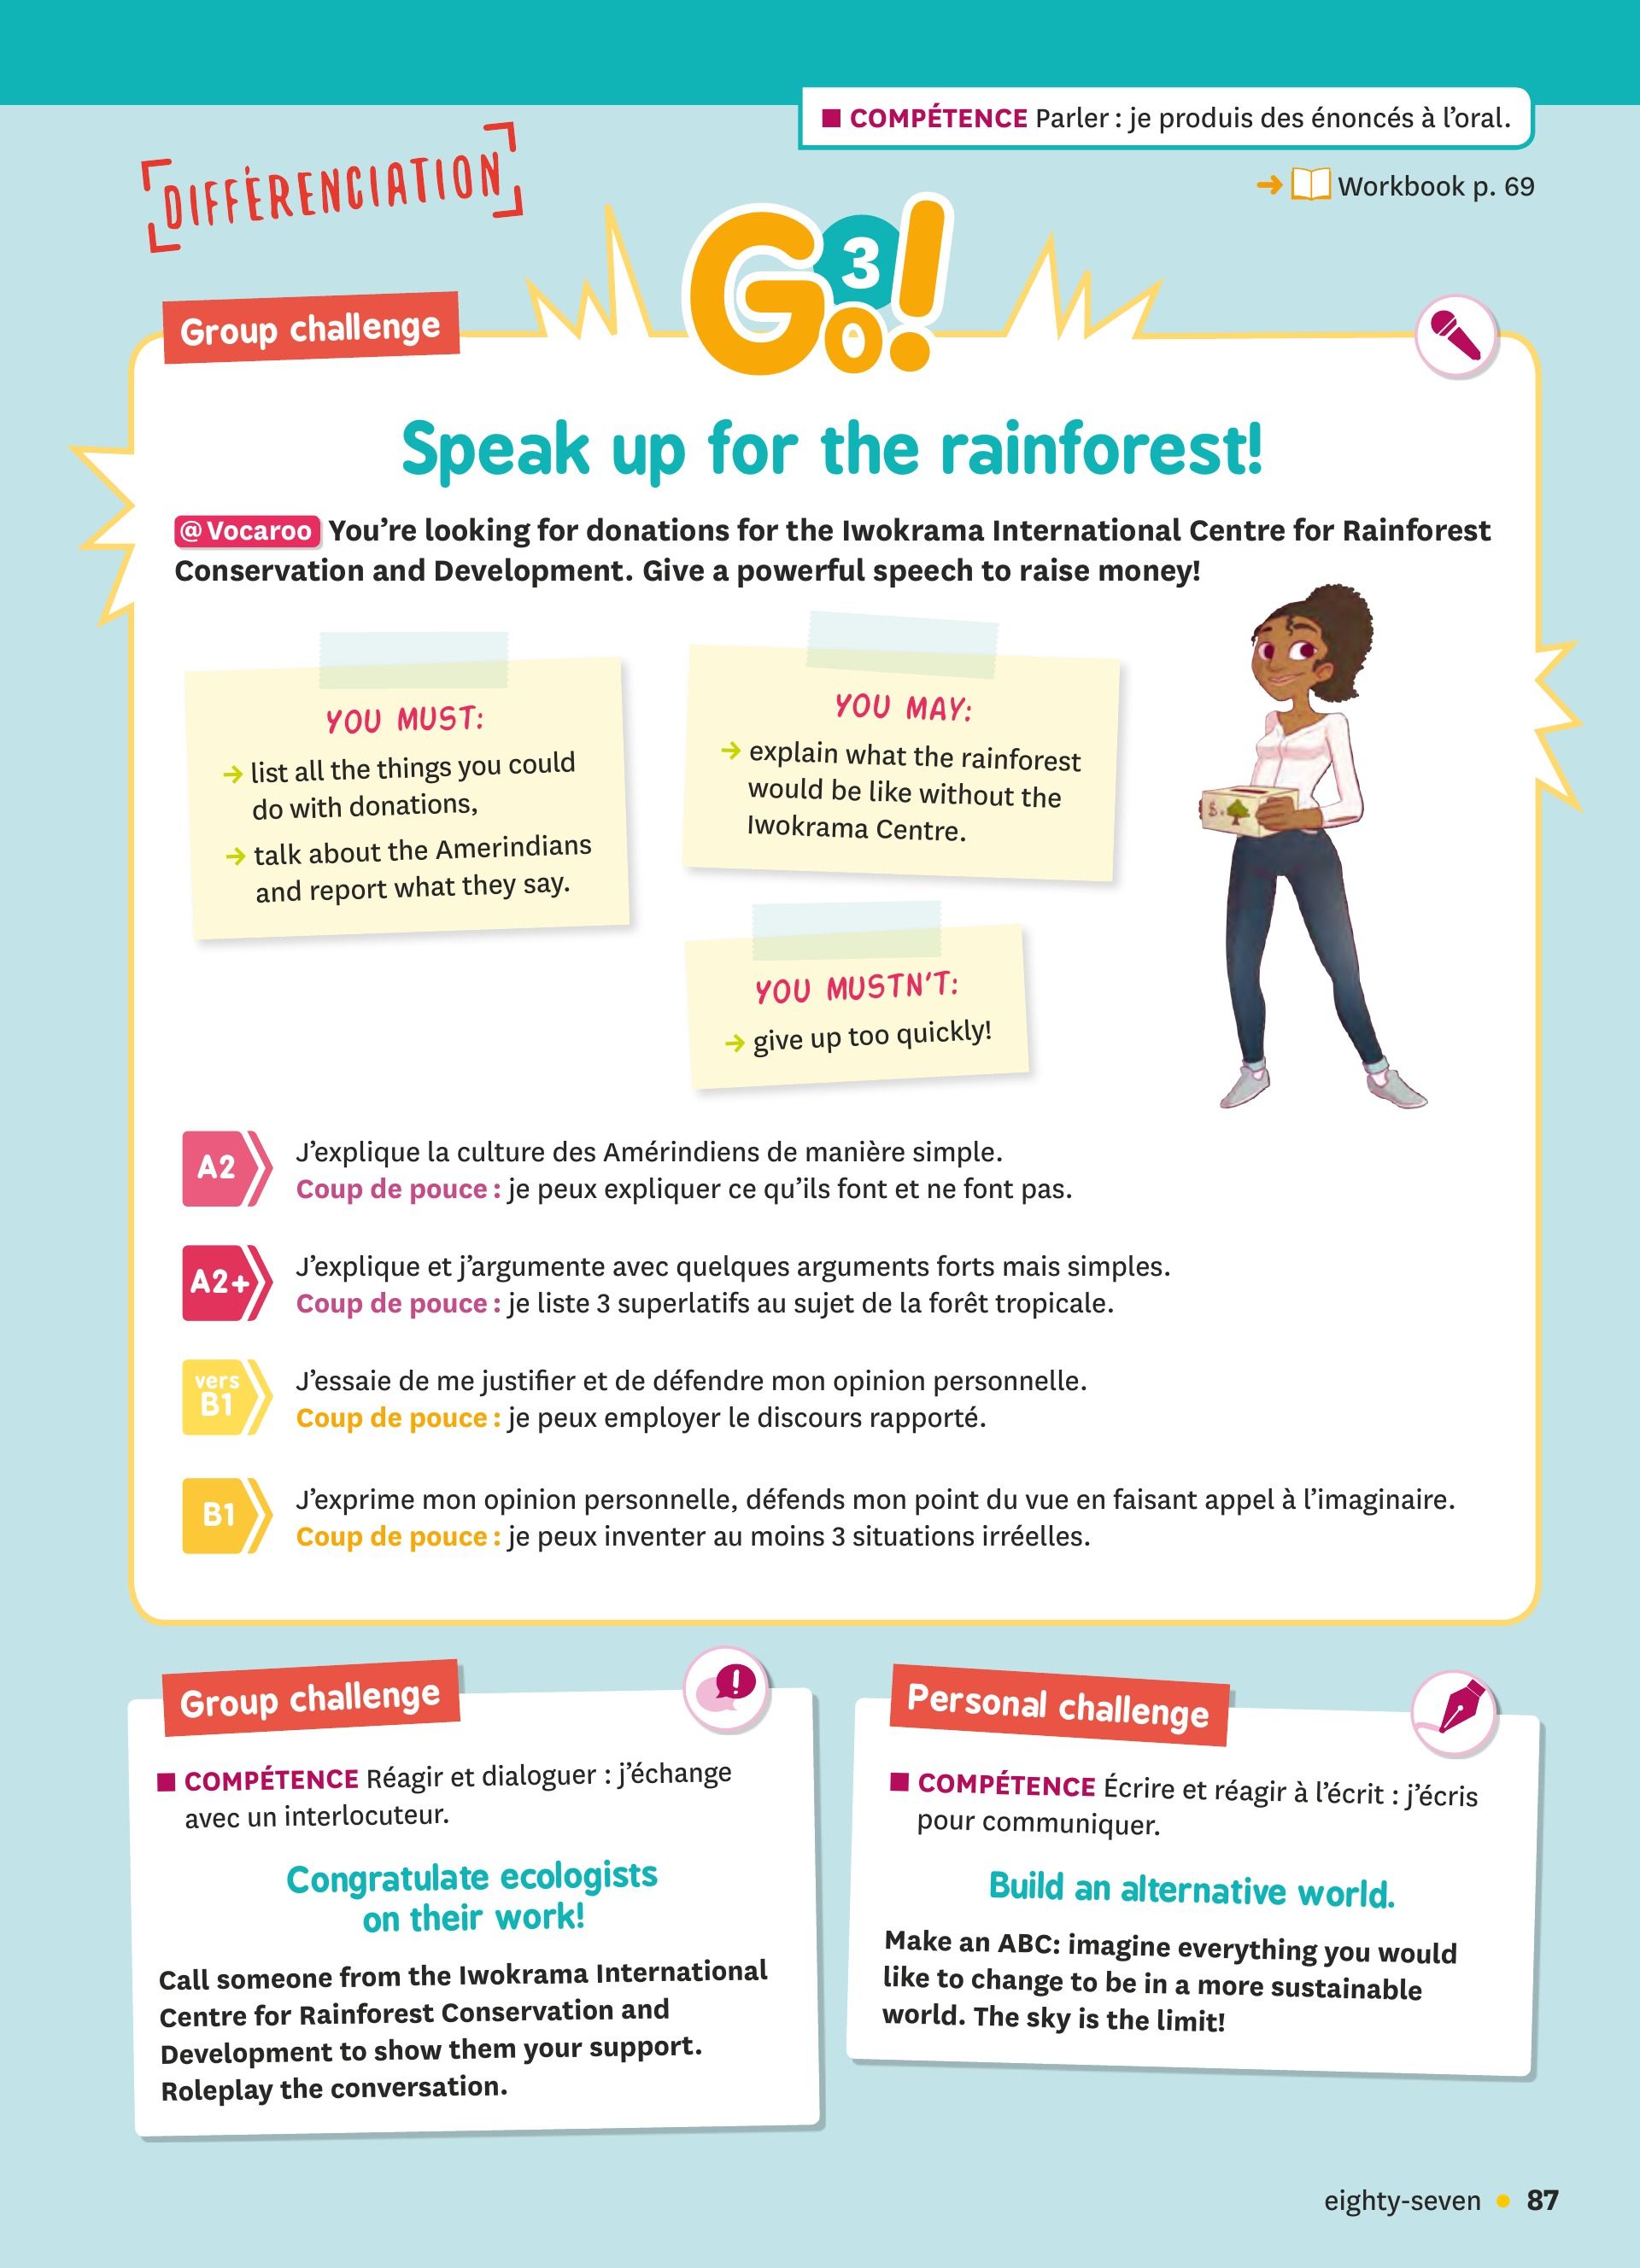 COMPÉTENCE Parler : je produis des énoncés à l'oral.
DIFFÉRENCIATION
Workbook p. 69
Go! 3
Group challenge
Speak up for the rainforest!
@Vocaroo You're looking for donations for the Iwokrama International Centre for Rainforest
Conservation and Development. Give a powerful speech to raise money!
YOU MUST:
→ list all the things you could
do with donations,
→ talk about the Amerindians
and report what they say.
YOU MAY:
→ explain what the rainforest
would be like without the
Iwokrama Centre.
YOU MUSTN'T:
→ give up too quickly!
$.
A2
J'explique la culture des Amérindiens de manière simple.
Coup de pouce : je peux expliquer ce qu'ils font et ne font pas.
A2+
J'explique et j'argumente avec quelques arguments forts mais simples.
Coup de pouce : je liste 3 superlatifs au sujet de la forêt tropicale.
vers
B1
J'essaie de me justifier et de défendre mon opinion personnelle.
Coup de pouce : je peux employer le discours rapporté.
B1
J'exprime mon opinion personnelle, défends mon point du vue en faisant appel à l'imaginaire.
Coup de pouce : je peux inventer au moins 3 situations irréelles.
Group challenge
COMPÉTENCE Réagir et dialoguer : j'échange
avec un interlocuteur.
Congratulate ecologists
on their work!
Call someone from the Iwokrama International
Centre for Rainforest Conservation and
Development to show them your support.
Roleplay the conversation.
Personal challenge
COMPÉTENCE Écrire et réagir à l'écrit : j'écris
pour communiquer.
Build an alternative world.
Make an ABC: imagine everything you would
like to change to be in a more sustainable
world. The sky is the limit!
eighty-seven • 87